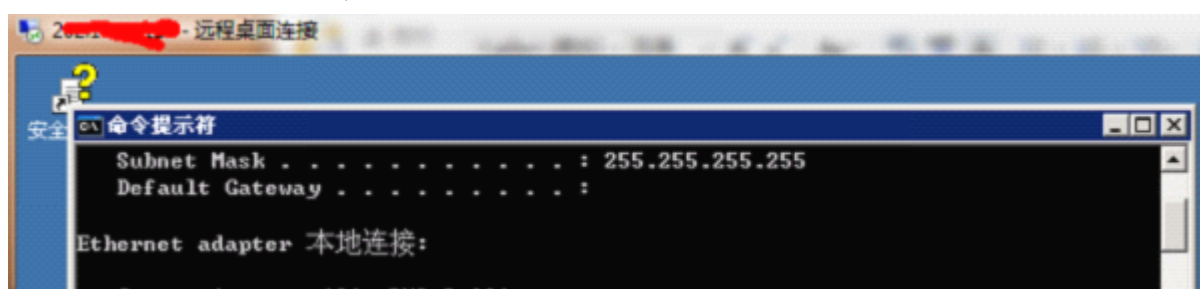 - 远程桌面连接
安全
命令提示符
Subnet Mask . . . . . . . . . . . : 255.255.255.255
Default Gateway . . . . . . . . . :
Ethernet adapter 本地连接: